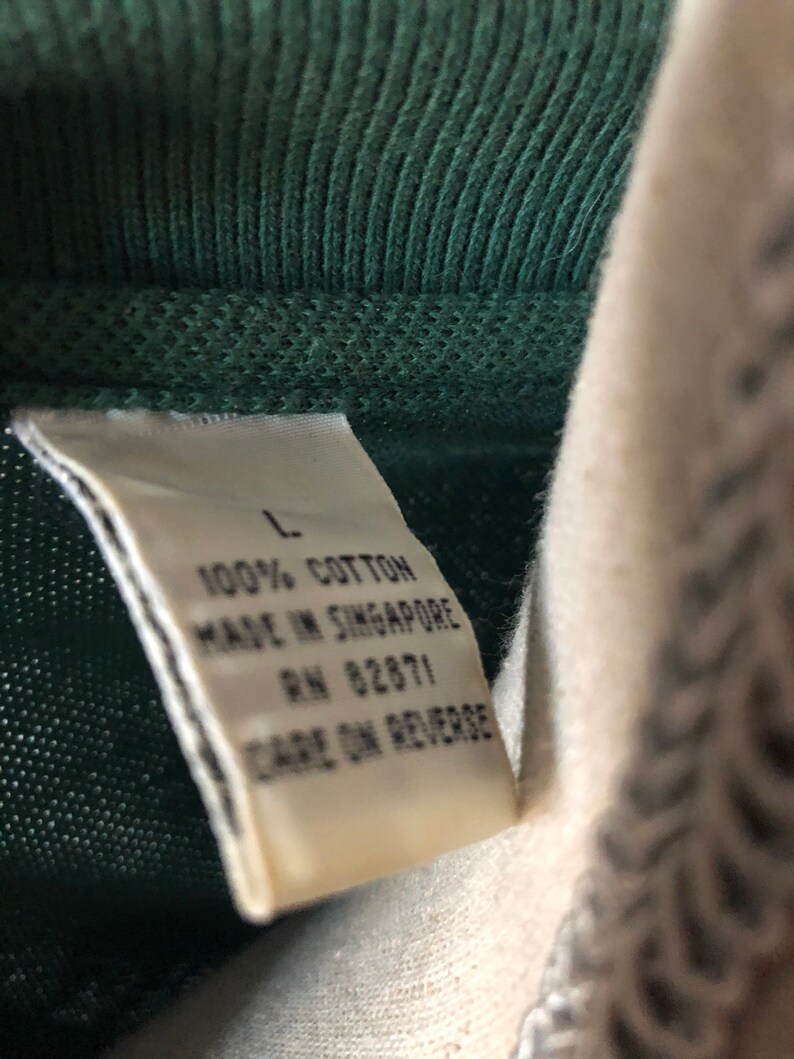 L
100% COTTON
MADE IN SINGAPORE
RN 82871
CARE ON REVERSE